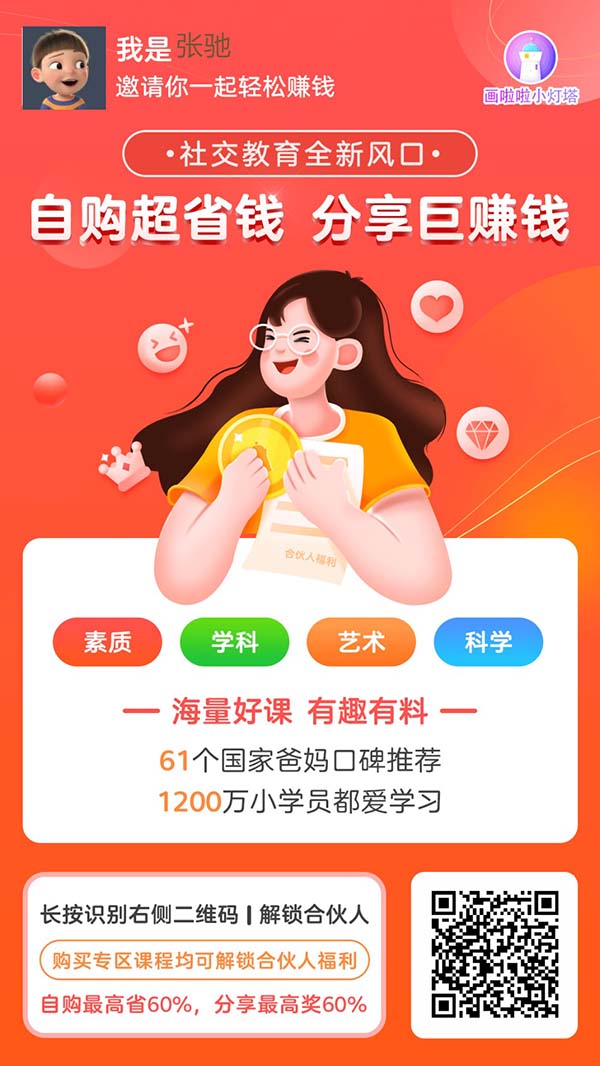 我是张驰
邀请你一起轻松赚钱
画啦啦小灯塔
·社交教育全新风口·
自购超省钱 分享巨赚钱
合伙人福利
素质
学科
艺术
科学
海量好课 有趣有料
61个国家爸妈口碑推荐
1200万小学员都爱学习
长按识别右侧二维码 | 解锁合伙人
购买专区课程均可解锁合伙人福利
自购最高省60%，分享最高奖60%